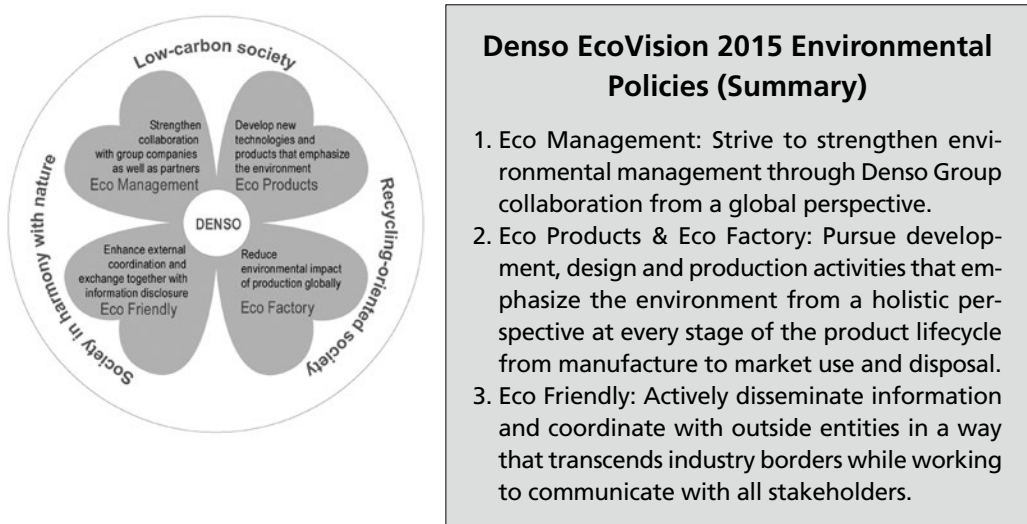 Low-carbon society
Strengthen
collaboration
with group companies
as well as partners
Eco Management
Develop new
technologies and
products that emphasize
the environment
Eco Products
DENSO
Enhance external
coordination and
exchange together with
information disclosure
Eco Friendly
Reduce
environmental impact
of production globally
Eco Factory
Society in harmony with nature
Recycling-oriented society
Denso EcoVision 2015 Environmental
Policies (Summary)
1. Eco Management: Strive to strengthen envi-
ronmental management through Denso Group
collaboration from a global perspective.
2. Eco Products & Eco Factory: Pursue develop-
ment, design and production activities that em-
phasize the environment from a holistic per-
spective at every stage of the product lifecycle
from manufacture to market use and disposal.
3. Eco Friendly: Actively disseminate information
and coordinate with outside entities in a way
that transcends industry borders while working
to communicate with all stakeholders.